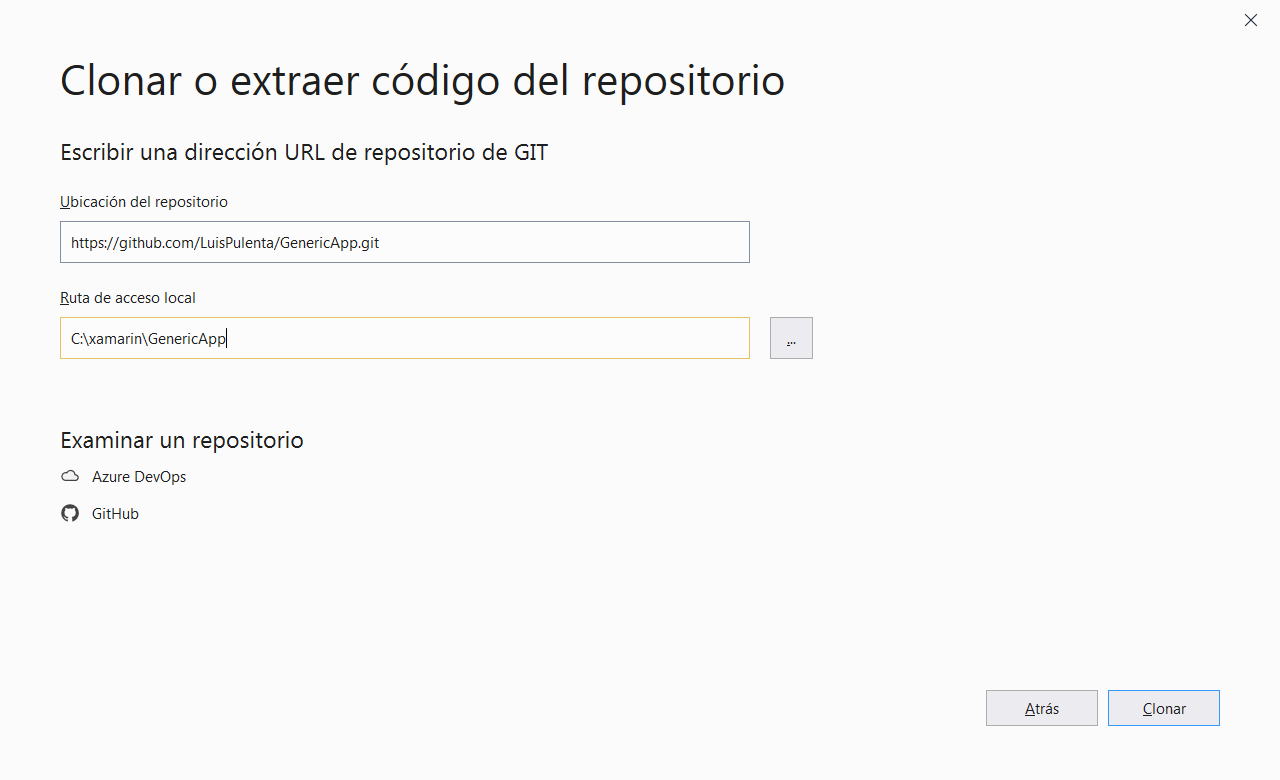 Clonar o extraer código del repositorio
Escribir una dirección URL de repositorio de GIT
Ubicación del repositorio
https://github.com/LuisPulenta/GenericApp.git
Ruta de acceso local
C:\xamarin\GenericApp
...
Examinar un repositorio
Azure DevOps
GitHub
Atrás
Clonar